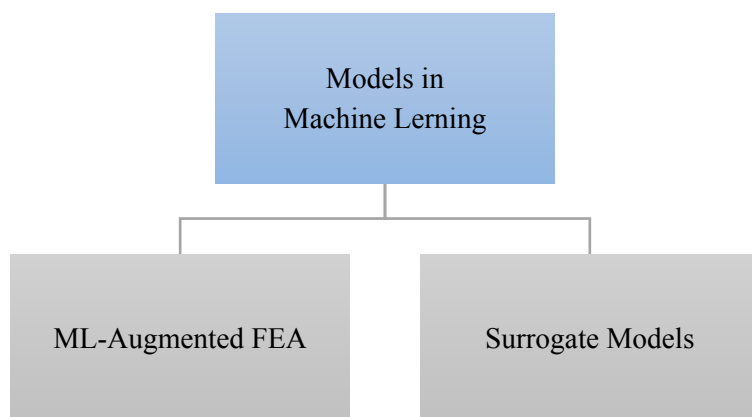 Models in
Machine Lerning
ML-Augmented FEA
Surrogate Models